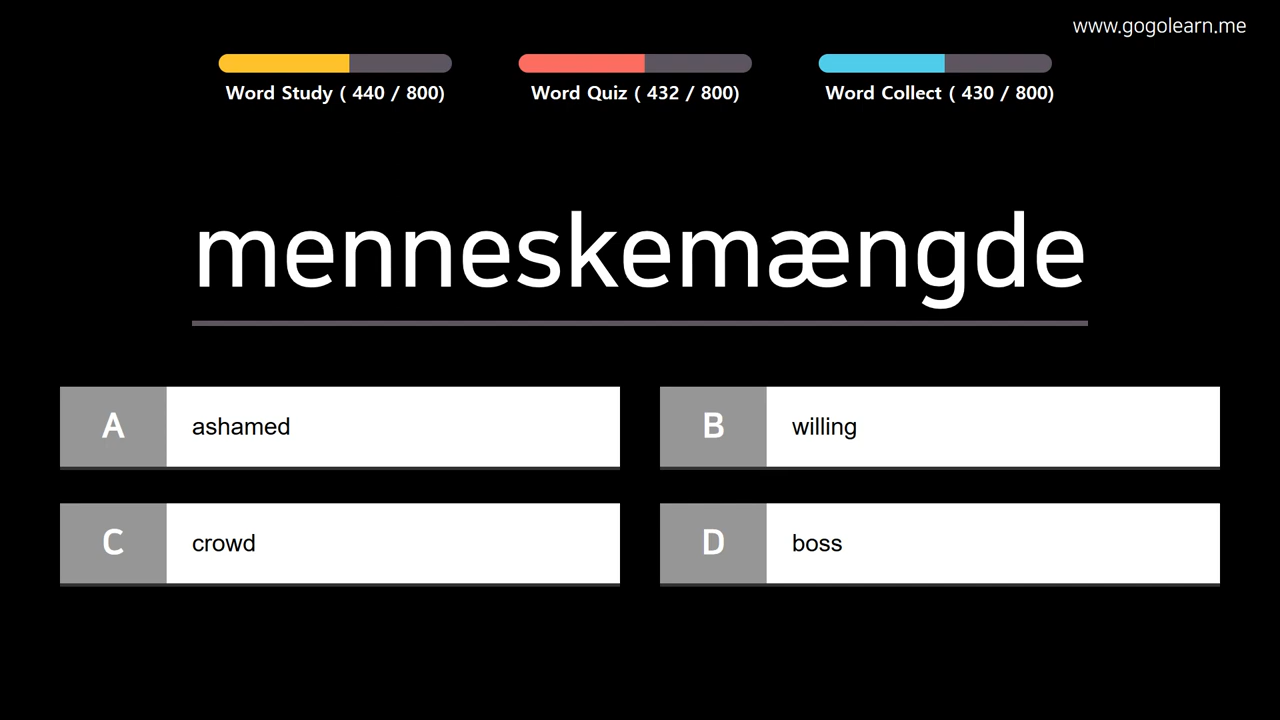 www.gogolearn.me
Word Study ( 440 / 800)
Word Quiz ( 432 / 800)
Word Collect ( 430 / 800)
menneskemængde
A ashamed
B willing
C crowd
D boss